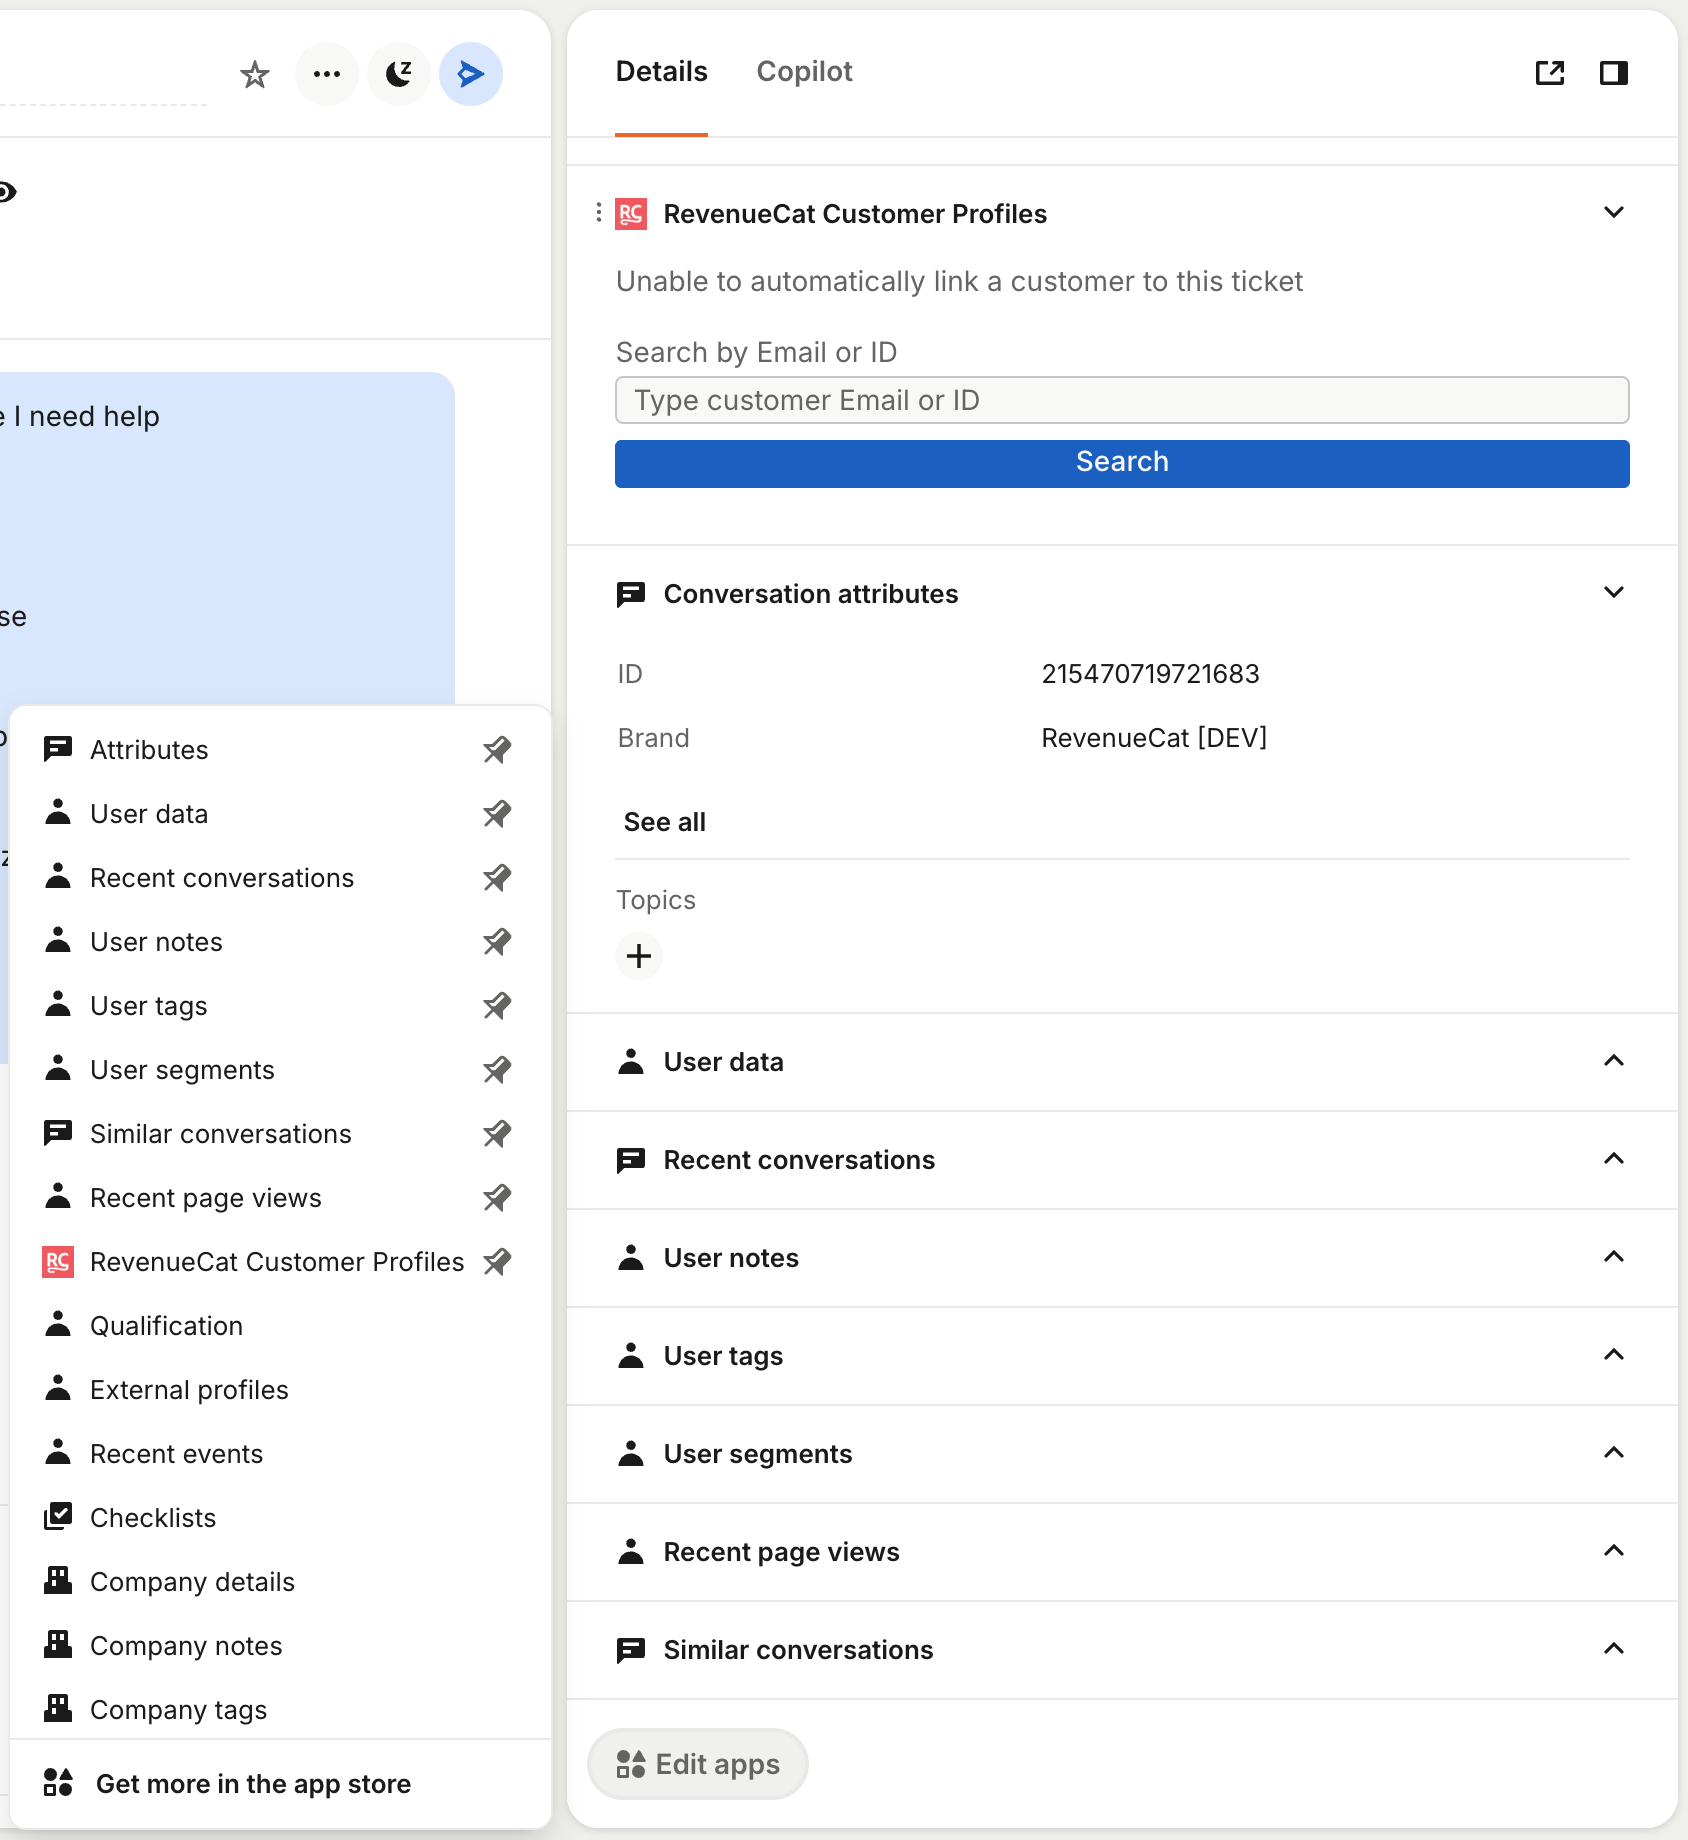 Details Copilot
RC RevenueCat Customer Profiles
Unable to automatically link a customer to this ticket
Search by Email or ID
Type customer Email or ID
Search
I need help
se
Conversation attributes
ID 215470719721683
Brand RevenueCat [DEV]
See all
Topics
User data
Recent conversations
User notes
User tags
User segments
Recent page views
Similar conversations
Edit apps
Attributes
User data
Recent conversations
User notes
User tags
User segments
Similar conversations
Recent page views
RC RevenueCat Customer Profiles
Qualification
External profiles
Recent events
Checklists
Company details
Company notes
Company tags
Get more in the app store